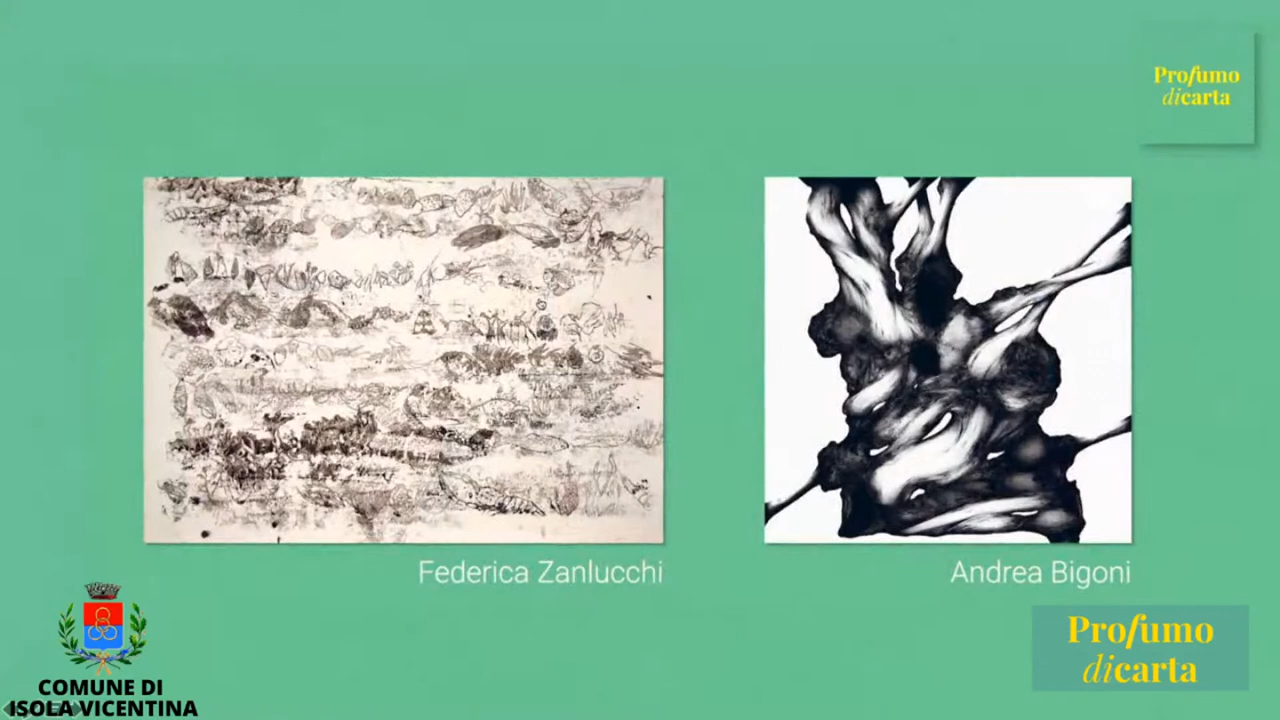 Profumo
dicarta
Federica Zanlucchi
Andrea Bigoni
Profumo
dicarta
COMUNE DI
ISOLA VICENTINA